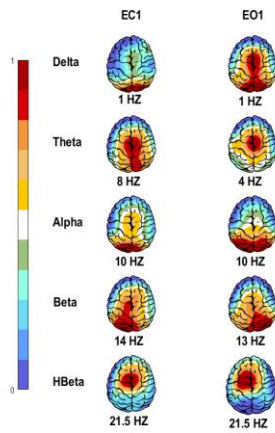 EC1 EO1
1
Delta
1 HZ 1 HZ
Theta
8 HZ 4 HZ
Alpha
10 HZ 10 HZ
Beta
14 HZ 13 HZ
HBeta
0
21.5 HZ 21.5 HZ